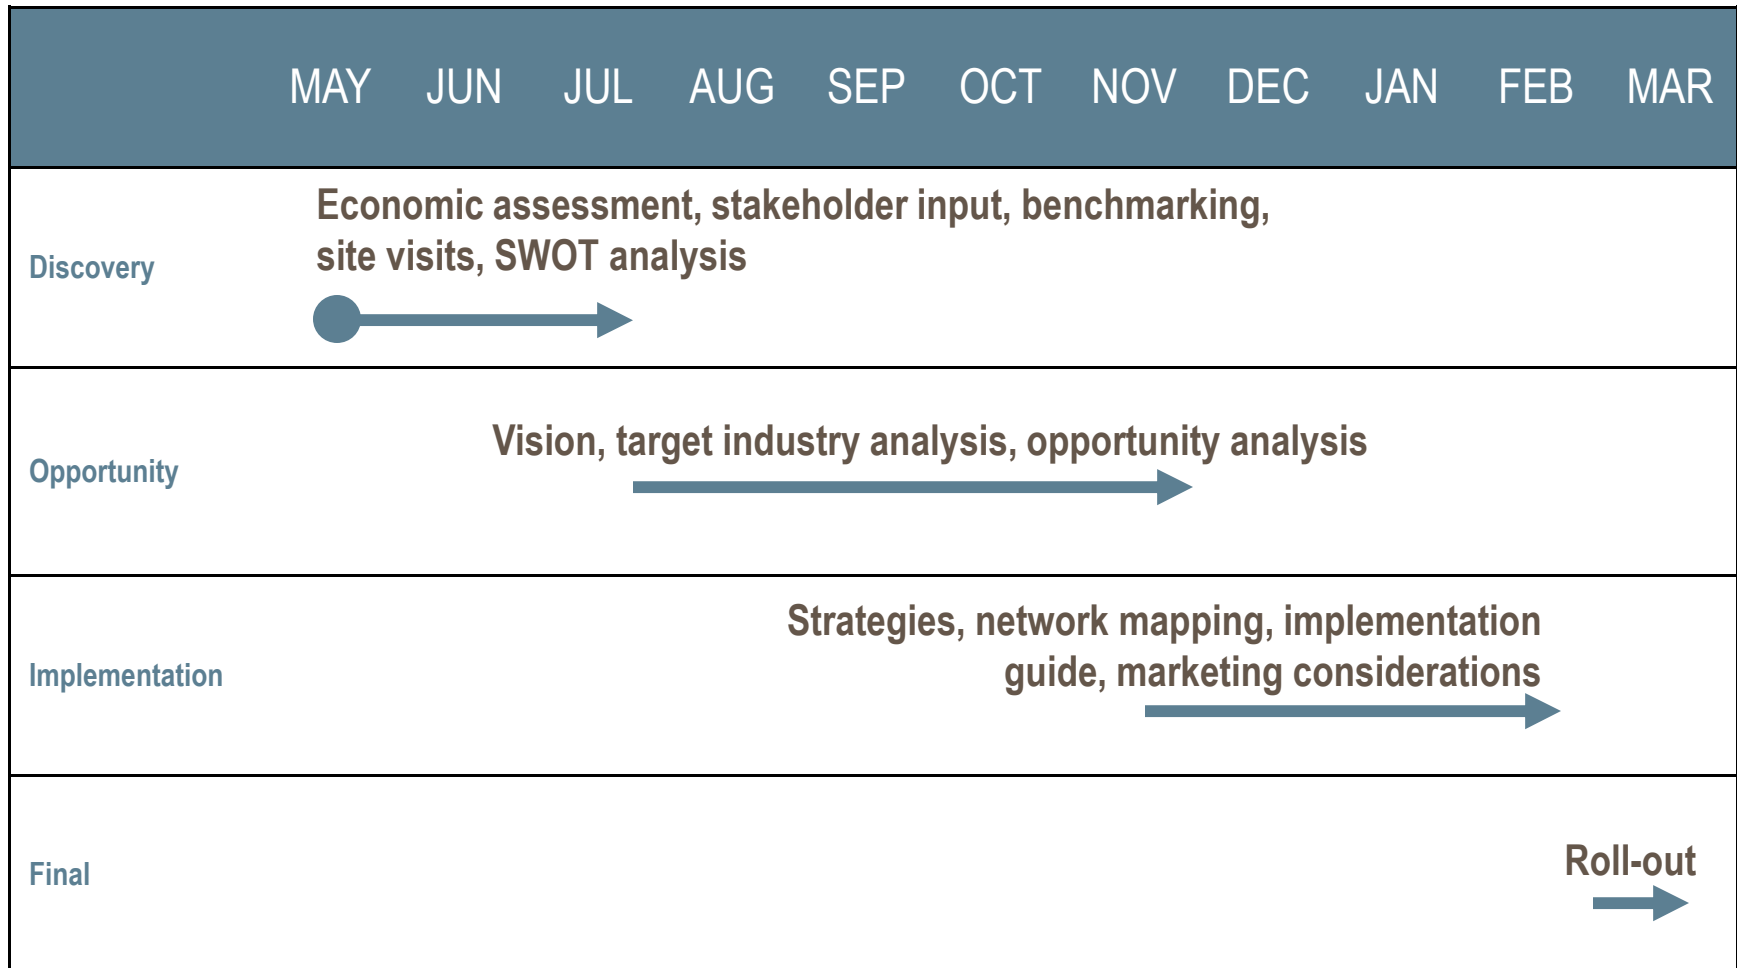 MAY JUN JUL AUG SEP OCT NOV DEC JAN FEB MAR
Discovery
Economic assessment, stakeholder input, benchmarking,
site visits, SWOT analysis
Opportunity
Vision, target industry analysis, opportunity analysis
Implementation
Strategies, network mapping, implementation
guide, marketing considerations
Final
Roll-out